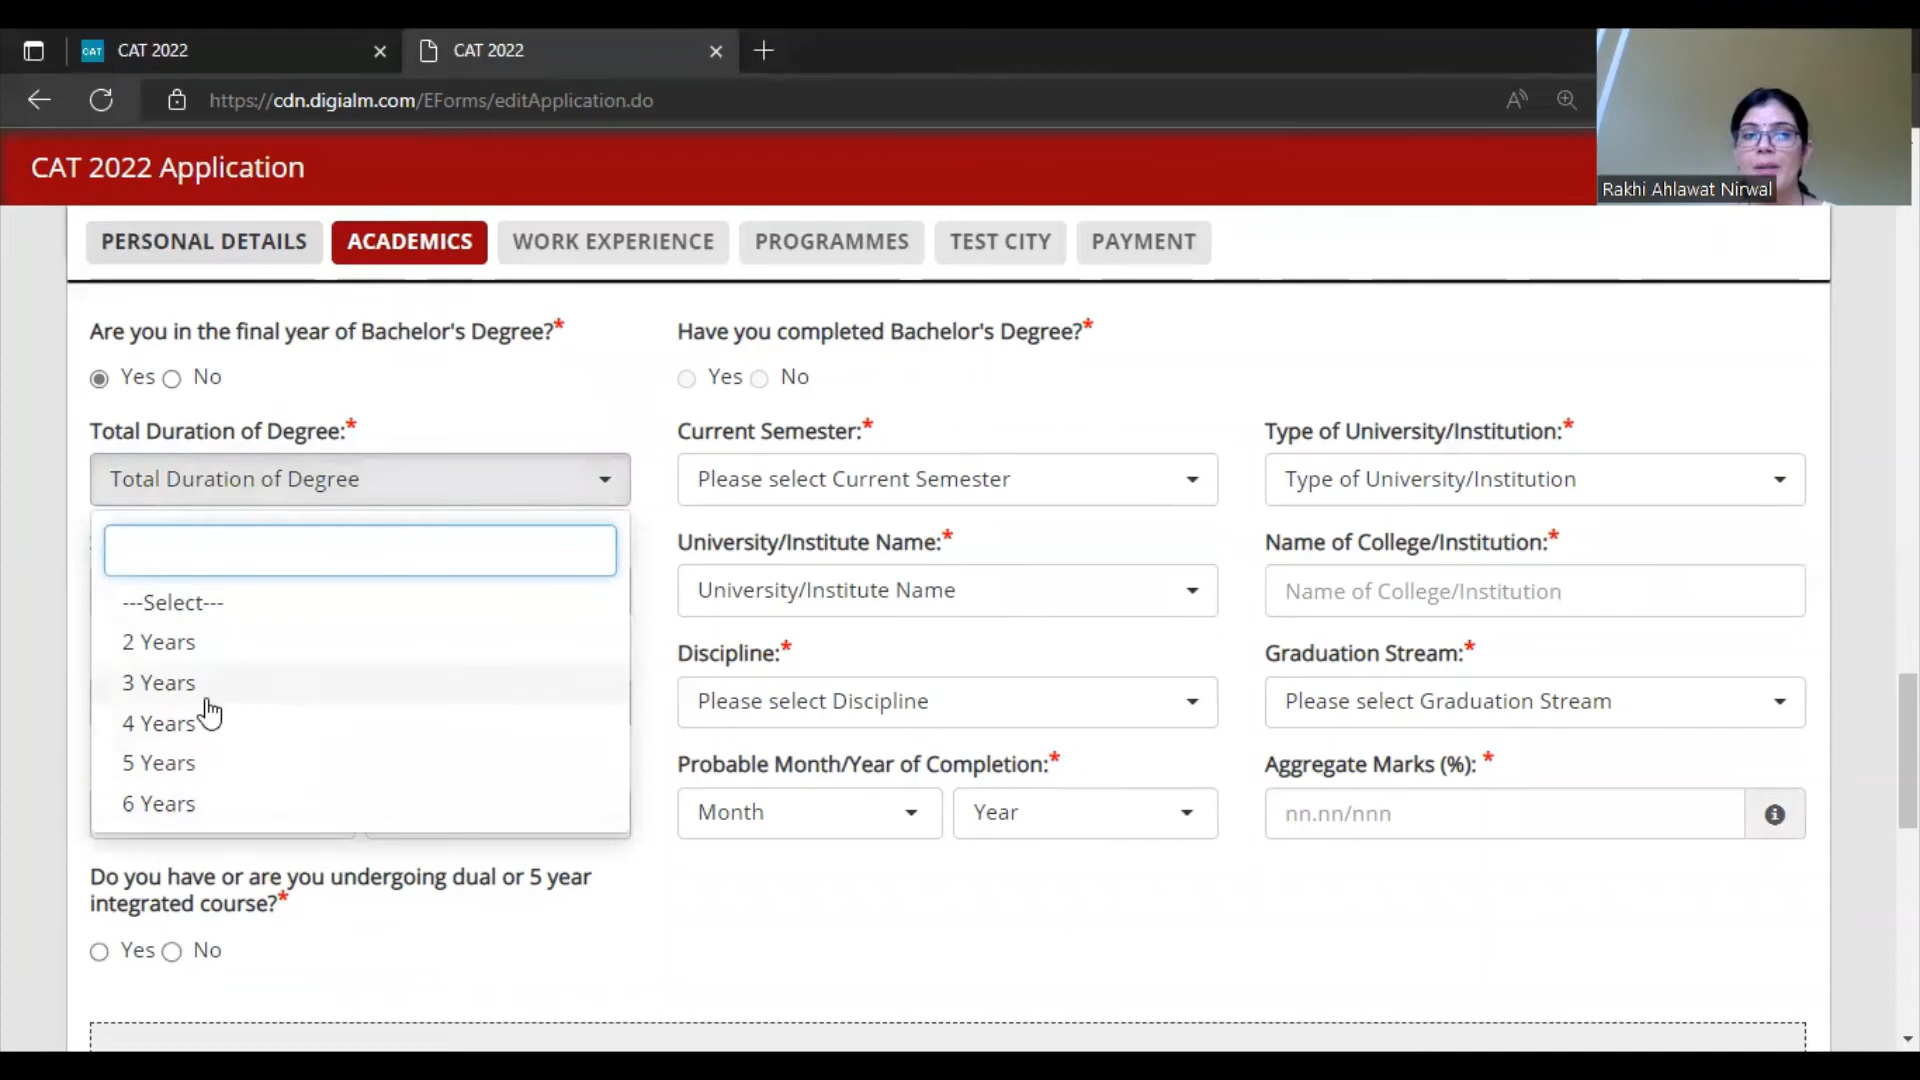 CAT CAT 2022
CAT 2022
https://cdn.digialm.com/EForms/editApplication.do
CAT 2022 Application
Rakhi Ahlawat Nirwal
PERSONAL DETAILS ACADEMICS WORK EXPERIENCE PROGRAMMES TEST CITY PAYMENT
Are you in the final year of Bachelor's Degree?* Have you completed Bachelor's Degree?*
Yes No Yes No
Total Duration of Degree:* Current Semester:* Type of University/Institution:*
Total Duration of Degree Please select Current Semester Type of University/Institution
University/Institute Name:* Name of College/Institution:*
University/Institute Name Name of College/Institution
---Select---
2 Years
Discipline:* Graduation Stream:*
3 Years
Please select Discipline Please select Graduation Stream
4 Years
5 Years
Probable Month/Year of Completion:* Aggregate Marks (%): *
6 Years
Month Year nn.nn/nnn
Do you have or are you undergoing dual or 5 year
integrated course?*
Yes No